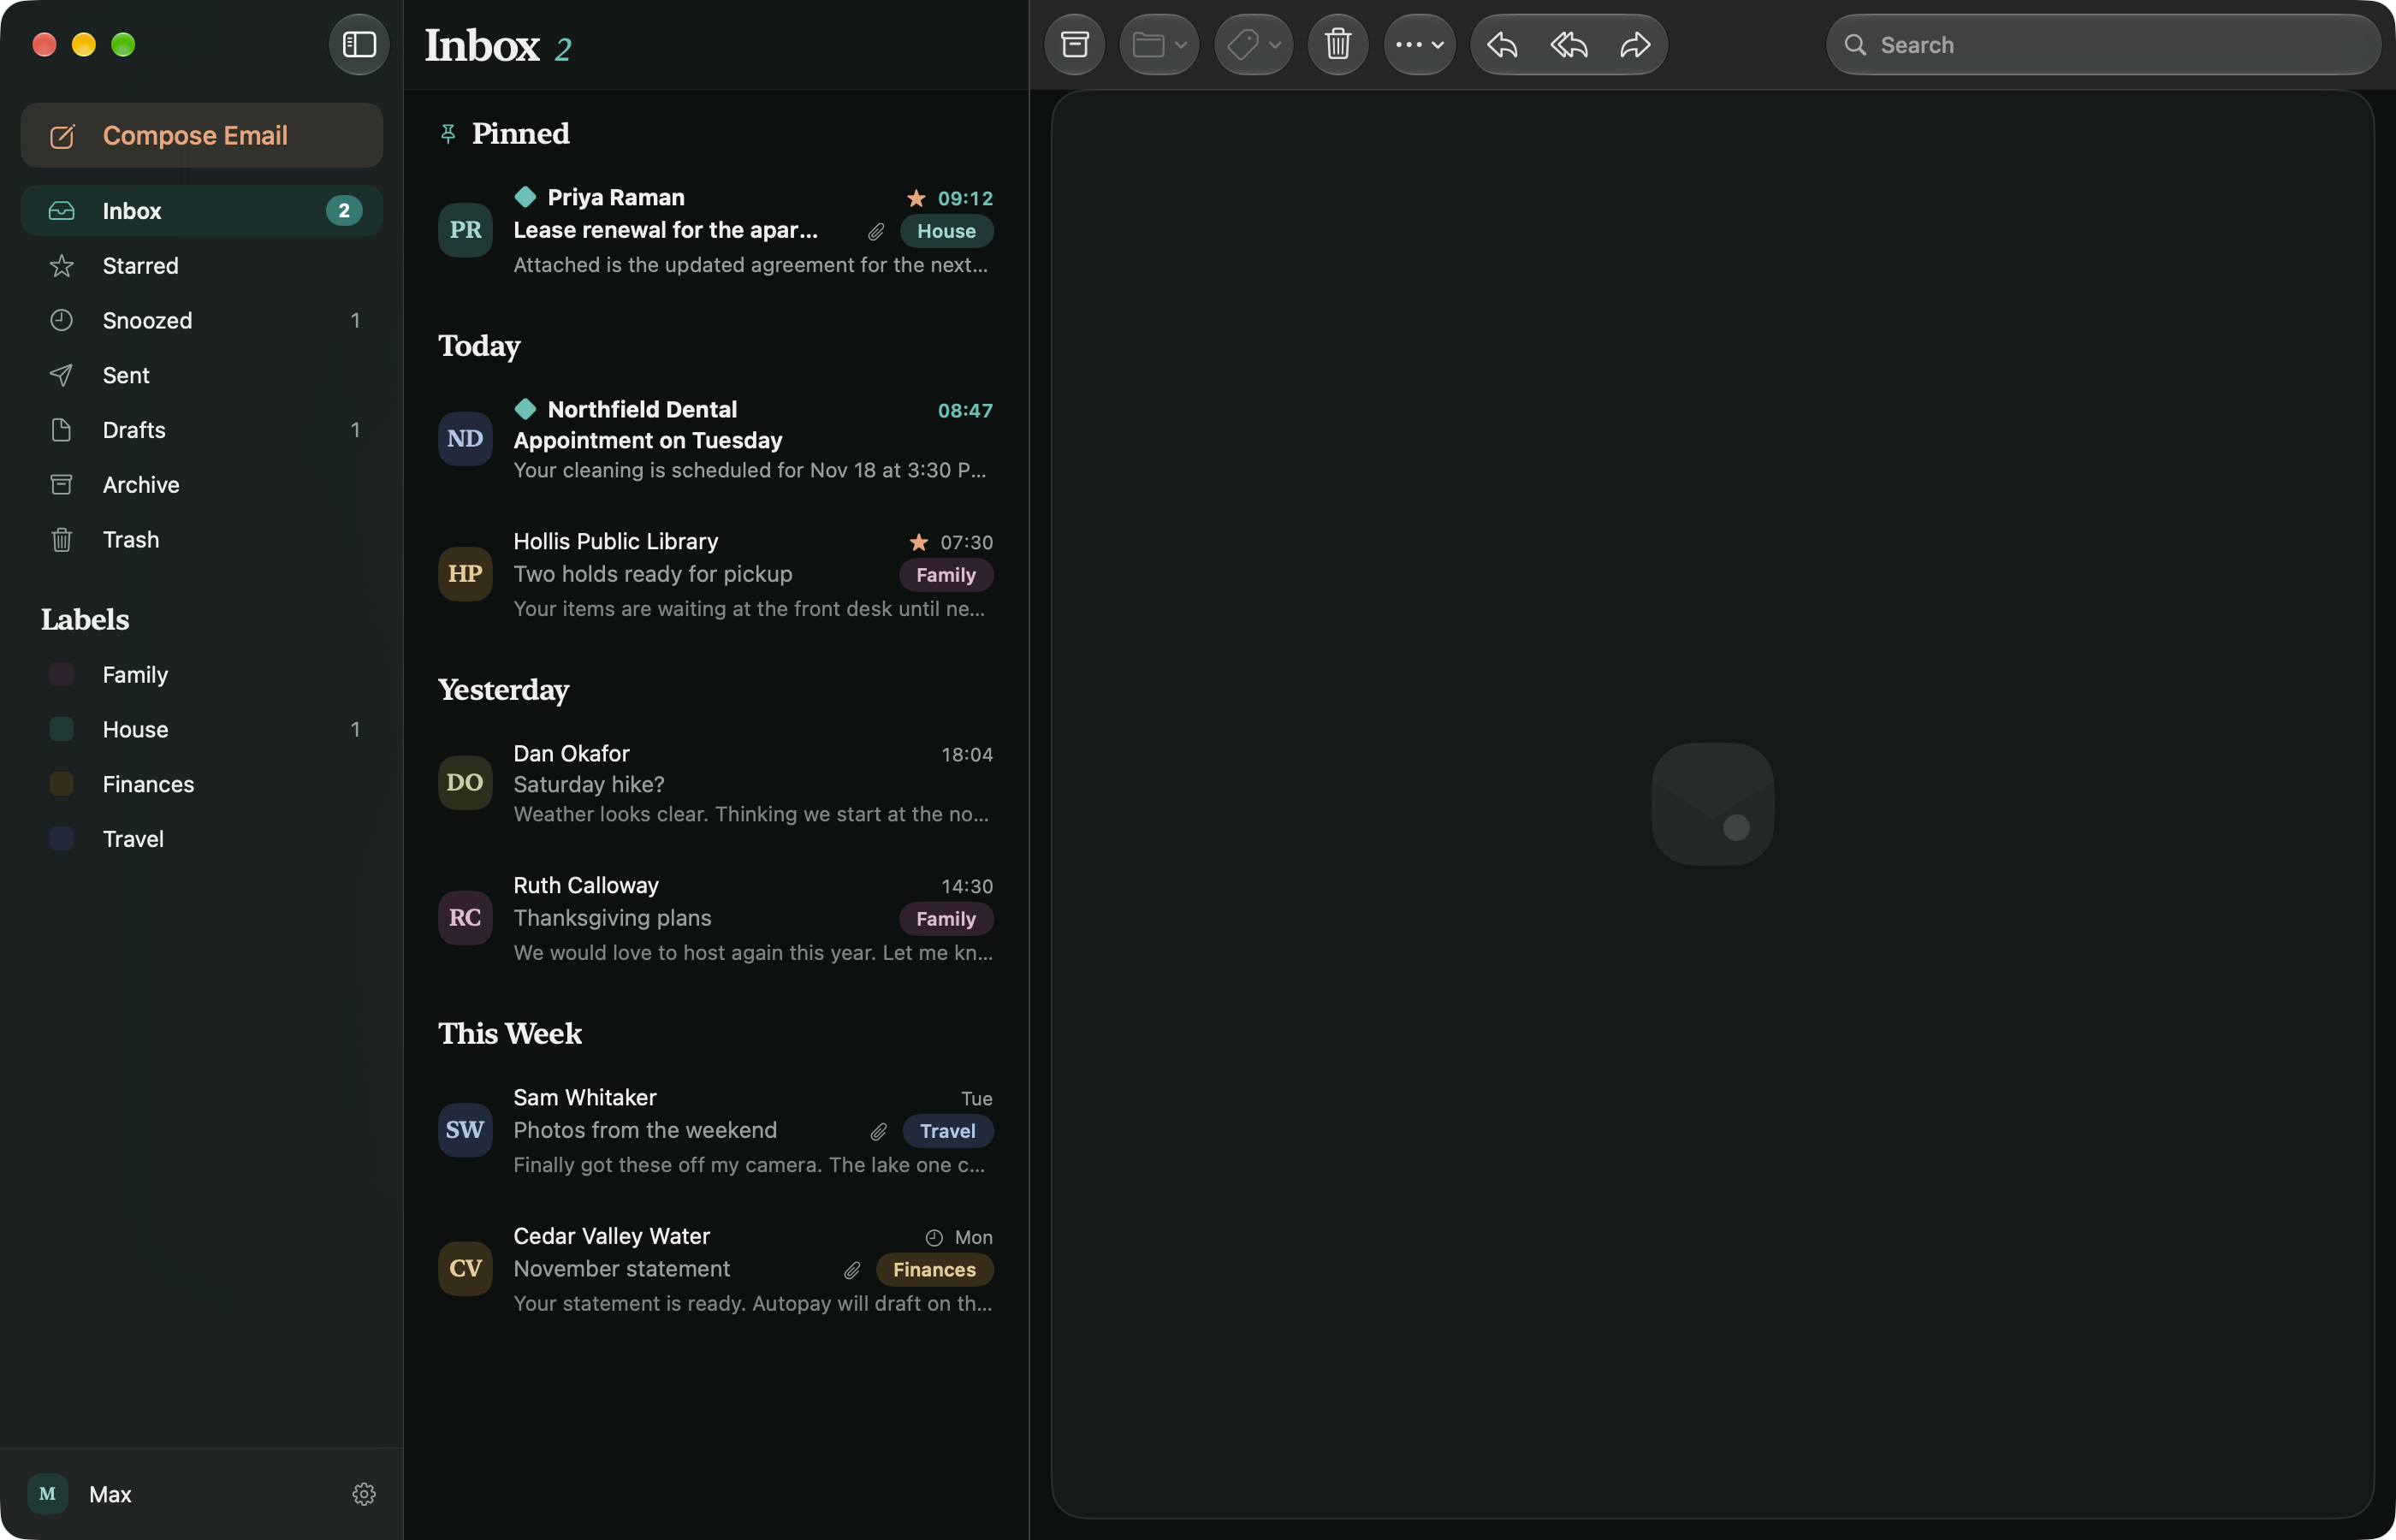 Compose Email
Inbox 2
Starred
Snoozed 1
Sent
Drafts 1
Archive
Trash
Labels
Family
House 1
Finances
Travel
M Max
Inbox 2
Pinned
PR
Priya Raman 09:12
Lease renewal for the apar... House
Attached is the updated agreement for the next...
Today
ND
Northfield Dental 08:47
Appointment on Tuesday
Your cleaning is scheduled for Nov 18 at 3:30 P...
HP
Hollis Public Library 07:30
Two holds ready for pickup Family
Your items are waiting at the front desk until ne...
Yesterday
DO
Dan Okafor 18:04
Saturday hike?
Weather looks clear. Thinking we start at the no...
RC
Ruth Calloway 14:30
Thanksgiving plans Family
We would love to host again this year. Let me kn...
This Week
SW
Sam Whitaker Tue
Photos from the weekend Travel
Finally got these off my camera. The lake one c...
CV
Cedar Valley Water Mon
November statement Finances
Your statement is ready. Autopay will draft on th...
Search